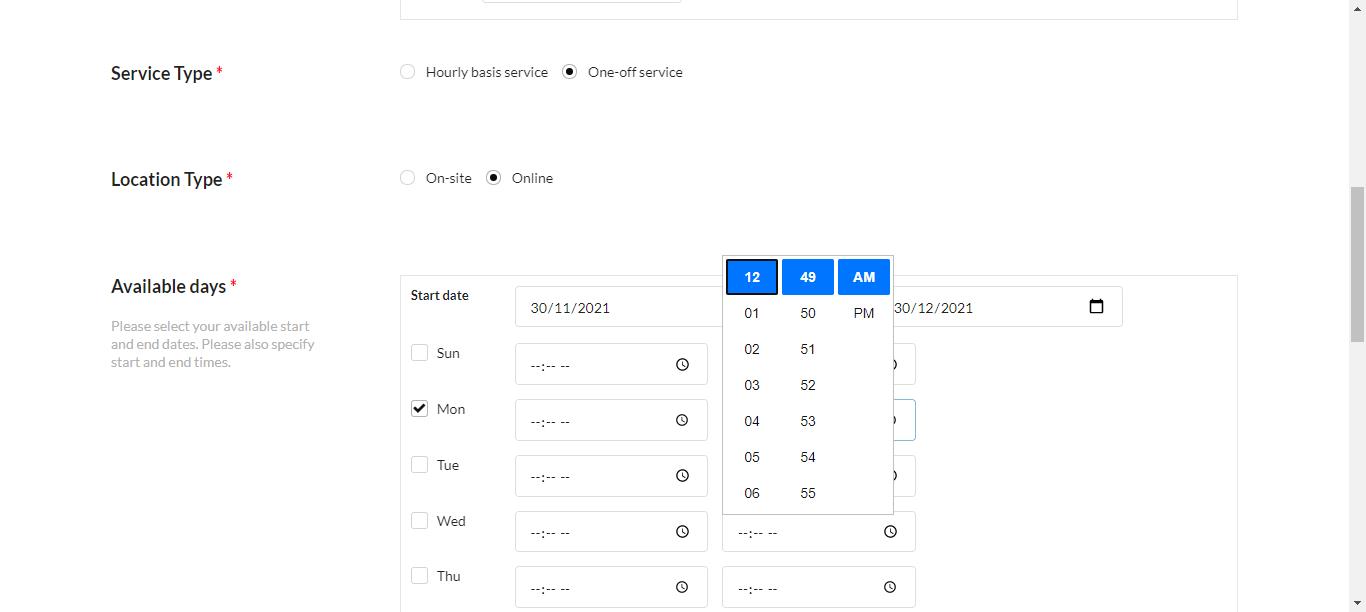 Service Type *
Hourly basis service One-off service
Location Type *
On-site Online
Available days *
Please select your available start
and end dates. Please also specify
start and end times.
Start date 30/11/2021 30/12/2021
12 49 AM
01 50 PM
02 51
03 52
04 53
05 54
06 55
Sun --:-- --
Mon --:-- --
Tue --:-- --
Wed --:-- -- --:-- --
Thu --:-- -- --:-- --